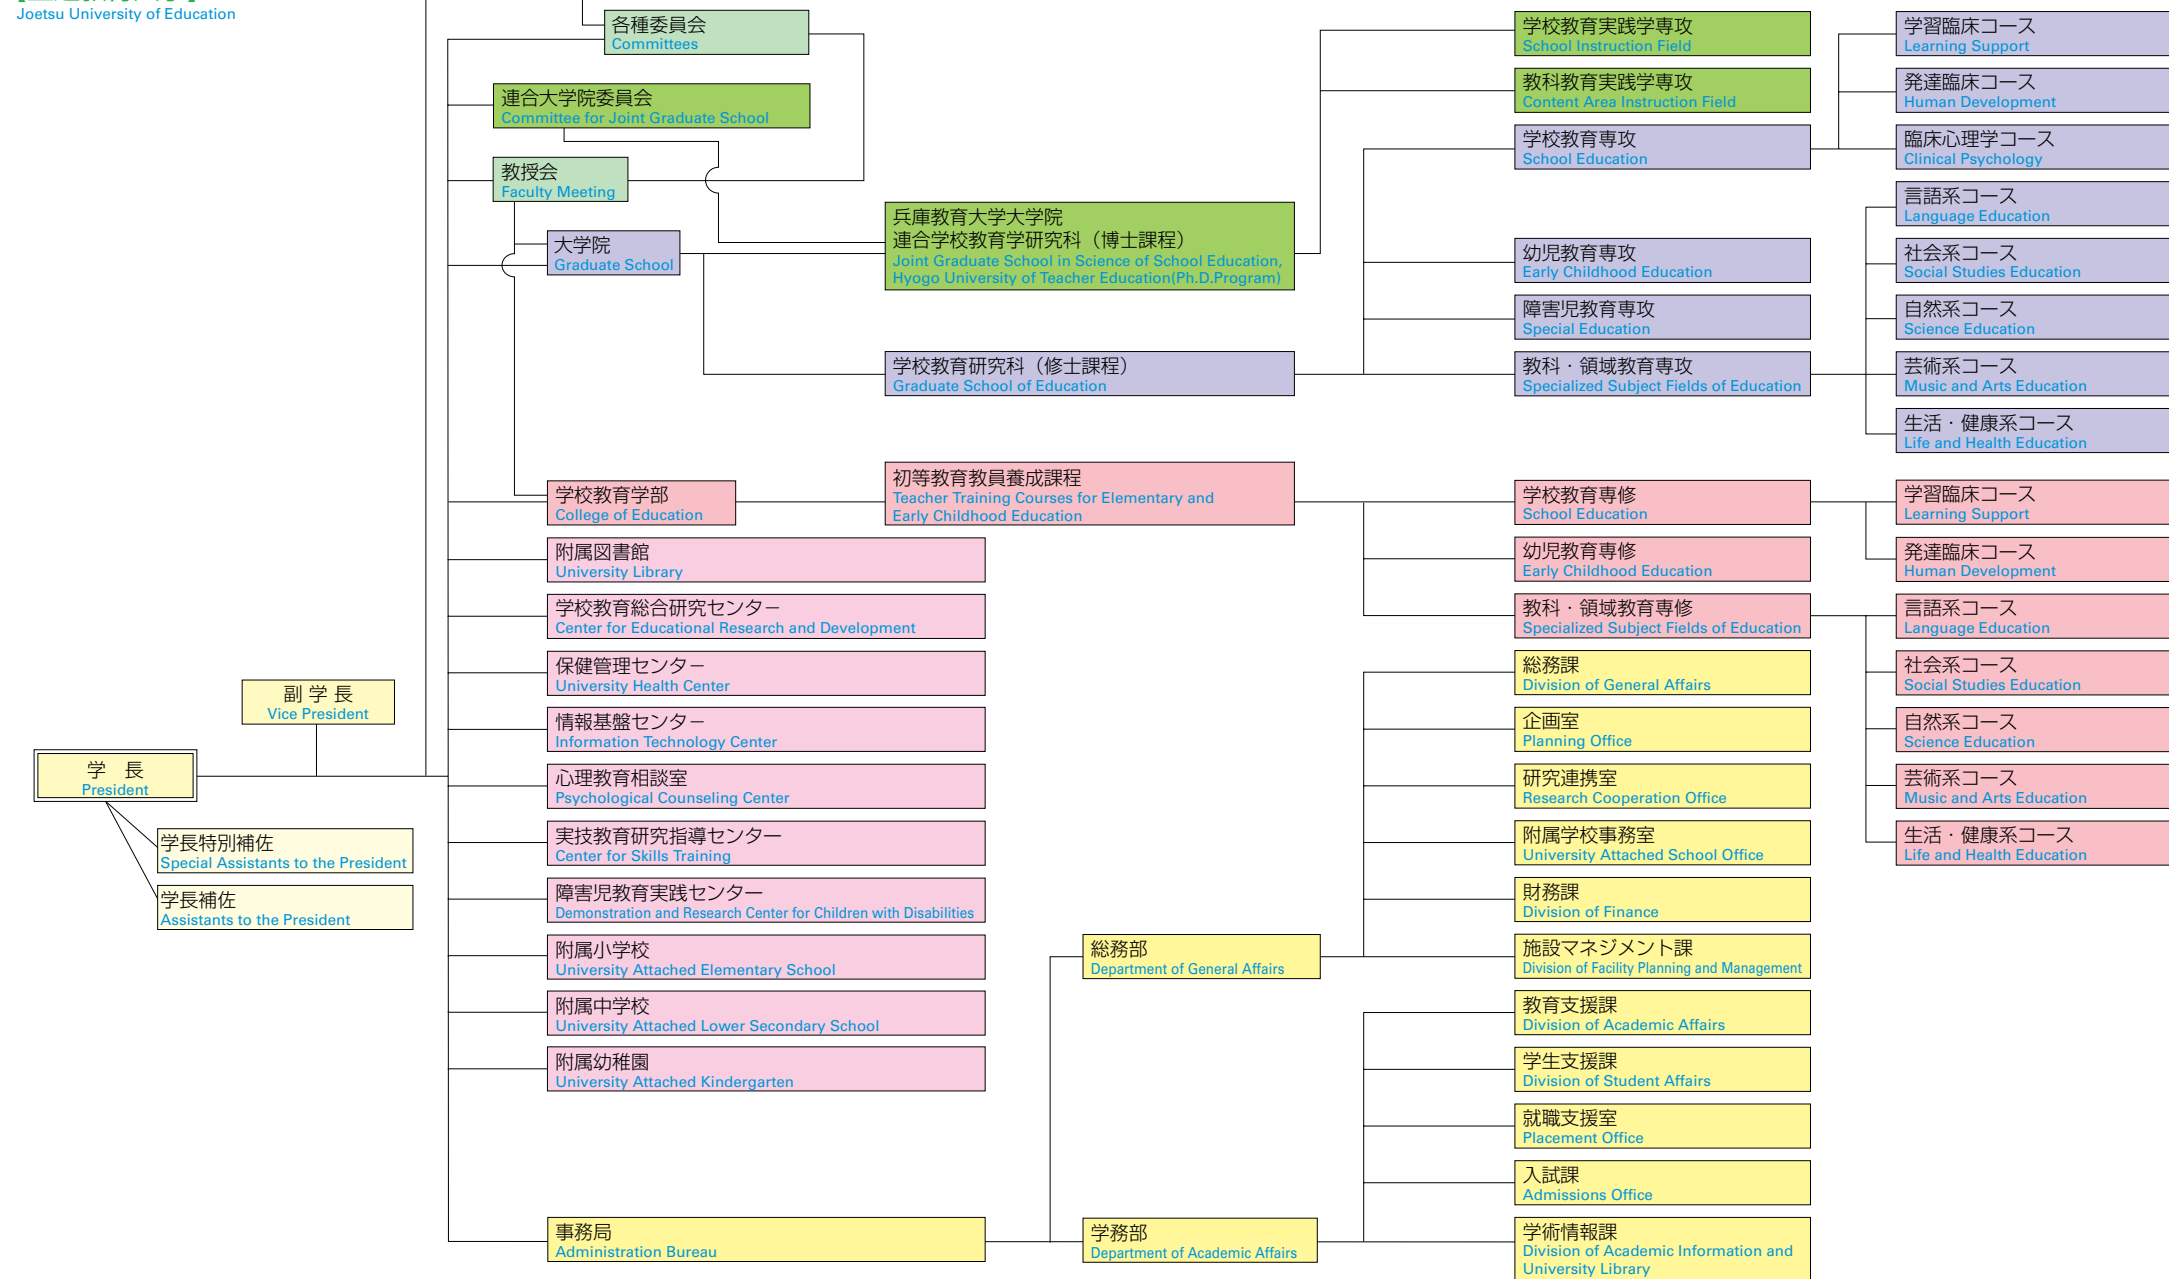 Joetsu University of Education
各種委員会
Committees
連合大学院委員会
Committee for Joint Graduate School
教授会
Faculty Meeting
大学院
Graduate School
兵庫教育大学大学院
連合学校教育学研究科（博士課程）
Joint Graduate School in Science of School Education,
Hyogo University of Teacher Education(Ph.D.Program)
学校教育研究科（修士課程）
Graduate School of Education
学校教育実践学専攻
School Instruction Field
教科教育実践学専攻
Content Area Instruction Field
学校教育専攻
School Education
幼児教育専攻
Early Childhood Education
障害児教育専攻
Special Education
教科・領域教育専攻
Specialized Subject Fields of Education
学習臨床コース
Learning Support
発達臨床コース
Human Development
臨床心理学コース
Clinical Psychology
言語系コース
Language Education
社会系コース
Social Studies Education
自然系コース
Science Education
芸術系コース
Music and Arts Education
生活・健康系コース
Life and Health Education
学校教育学部
College of Education
初等教育教員養成課程
Teacher Training Courses for Elementary and
Early Childhood Education
学校教育専修
School Education
幼児教育専修
Early Childhood Education
教科・領域教育専修
Specialized Subject Fields of Education
学習臨床コース
Learning Support
発達臨床コース
Human Development
言語系コース
Language Education
社会系コース
Social Studies Education
自然系コース
Science Education
芸術系コース
Music and Arts Education
生活・健康系コース
Life and Health Education
附属図書館
University Library
学校教育総合研究センター
Center for Educational Research and Development
保健管理センター
University Health Center
情報基盤センター
Information Technology Center
心理教育相談室
Psychological Counseling Center
実技教育研究指導センター
Center for Skills Training
障害児教育実践センター
Demonstration and Research Center for Children with Disabilities
附属小学校
University Attached Elementary School
附属中学校
University Attached Lower Secondary School
附属幼稚園
University Attached Kindergarten
副 学 長
Vice President
学 長
President
学長特別補佐
Special Assistants to the President
学長補佐
Assistants to the President
事務局
Administration Bureau
総務部
Department of General Affairs
学務部
Department of Academic Affairs
総務課
Division of General Affairs
企画室
Planning Office
研究連携室
Research Cooperation Office
附属学校事務室
University Attached School Office
財務課
Division of Finance
施設マネジメント課
Division of Facility Planning and Management
教育支援課
Division of Academic Affairs
学生支援課
Division of Student Affairs
就職支援室
Placement Office
入試課
Admissions Office
学術情報課
Division of Academic Information and
University Library